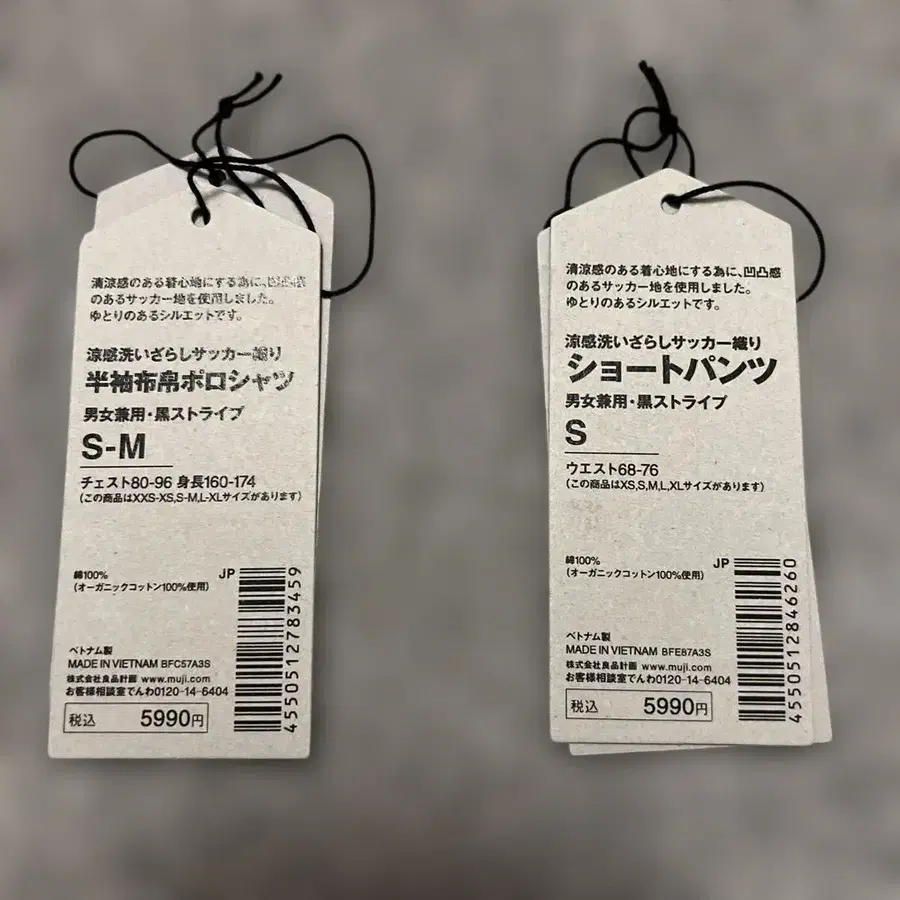 清涼感のある着心地にする為に、凹凸感
のあるサッカー地を使用しました。
ゆとりのあるシルエットです。
涼感洗いざらしサッカー織り
半袖布帛ポロシャツ
男女兼用・黒ストライプ
S-M
チェスト80-96 身長160-174
(この商品はXXS-XS,S-M,L-XLサイズがあります)
綿100%
(オーガニックコットン100%使用)
JP
4550512783459
ベトナム製
MADE IN VIETNAM BFC57A3S
株式会社良品計画 www.muji.com
お客様相談室でんわ0120-14-6404
税込 5990円
清涼感のある着心地にする為に、凹凸感
のあるサッカー地を使用しました。
ゆとりのあるシルエットです。
涼感洗いざらしサッカー織り
ショートパンツ
男女兼用・黒ストライプ
S
ウエスト68-76
(この商品はXS,S,M,L,XLサイズがあります)
綿100%
(オーガニックコットン100%使用)
JP
4550512846260
ベトナム製
MADE IN VIETNAM BFE87A3S
株式会社良品計画 www.muji.com
お客様相談室でんわ0120-14-6404
税込 5990円